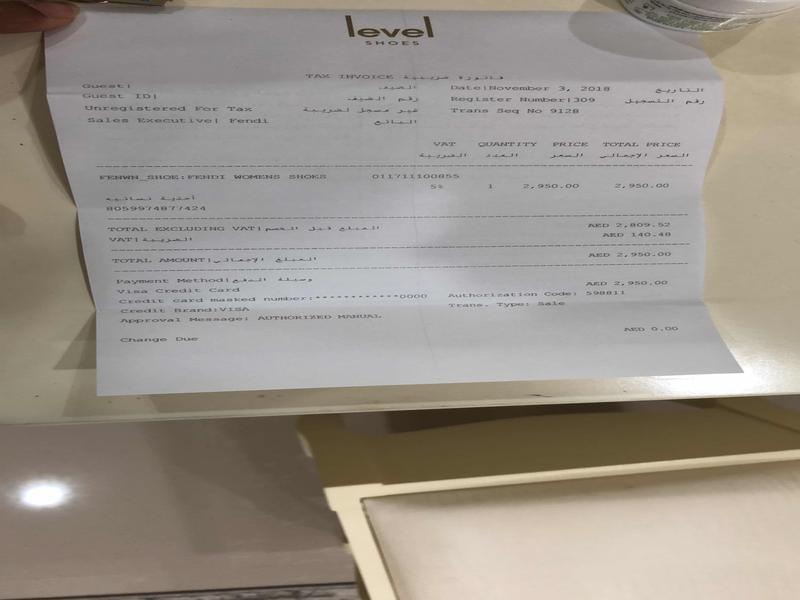 level
SHOES
TAX INVOICE فاتورة ضريبية
Guest| الضيف
Date|November 3, 2018 التاريخ
Guest ID| رقم الضيف
Register Number|309 رقم التسجيل
Unregistered For Tax غير مسجل لضريبة
Trans Seq No 9128
Sales Executive| Fendi البائع
VAT QUANTITY PRICE TOTAL PRICE
الضريبة العدد السعر السعر الإجمالي
FENWN_SHOE:FENDI WOMENS SHOES 011711100855
5% 1 2,950.00 2,950.00
أحذية نسائية
8059974877424
TOTAL EXCLUDING VAT| المبلغ قبل الخصم AED 2,809.52
VAT| الضريبة AED 140.48
TOTAL AMOUNT| المبلغ الإجمالي AED 2,950.00
Payment Method| وسيلة الدفع AED 2,950.00
Visa Credit Card
Credit card masked number:************0000 Authorization Code: 598811
Credit Brand:VISA Trans. Type: Sale
Approval Message: AUTHORIZED MANUAL
Change Due AED 0.00